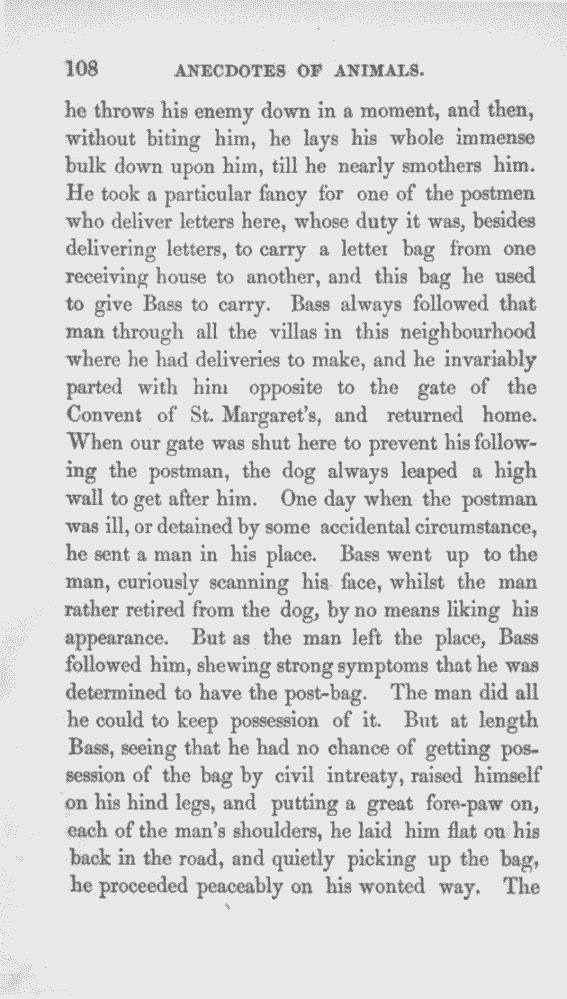 108 ANECDOTES OF ANIMALS.
he throws his enemy down in a moment, and then,
without biting him, he lays his whole immense
bulk down upon him, till he nearly smothers him.
He took a particular fancy for one of the postmen
who deliver letters here, whose duty it was, besides
delivering letters, to carry a letter bag from one
receiving house to another, and this bag he used
to give Bass to carry. Bass always followed that
man through all the villas in this neighbourhood
where he had deliveries to make, and he invariably
parted with him opposite to the gate of the
Convent of St. Margaret's, and returned home.
When our gate was shut here to prevent his follow-
ing the postman, the dog always leaped a high
wall to get after him. One day when the postman
was ill, or detained by some accidental circumstance,
he sent a man in his place. Bass went up to the
man, curiously scanning his face, whilst the man
rather retired from the dog, by no means liking his
appearance. But as the man left the place, Bass
followed him, shewing strong symptoms that he was
determined to have the post-bag. The man did all
he could to keep possession of it. But at length
Bass, seeing that he had no chance of getting pos-
session of the bag by civil intreaty, raised himself
on his hind legs, and putting a great fore-paw on,
each of the man's shoulders, he laid him flat on his
back in the road, and quietly picking up the bag,
he proceeded peaceably on his wonted way. The